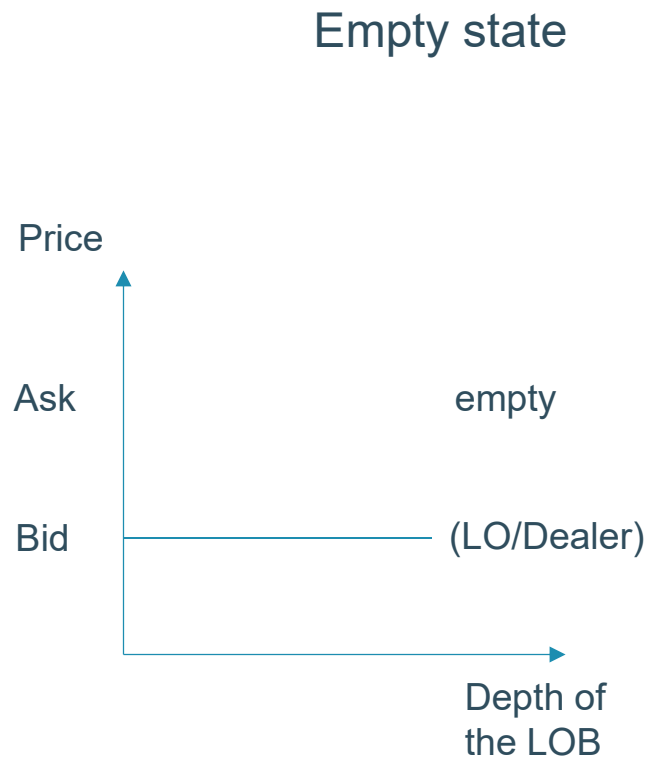 Empty state
Price
Ask
empty
Bid
(LO/Dealer)
Depth of
the LOB